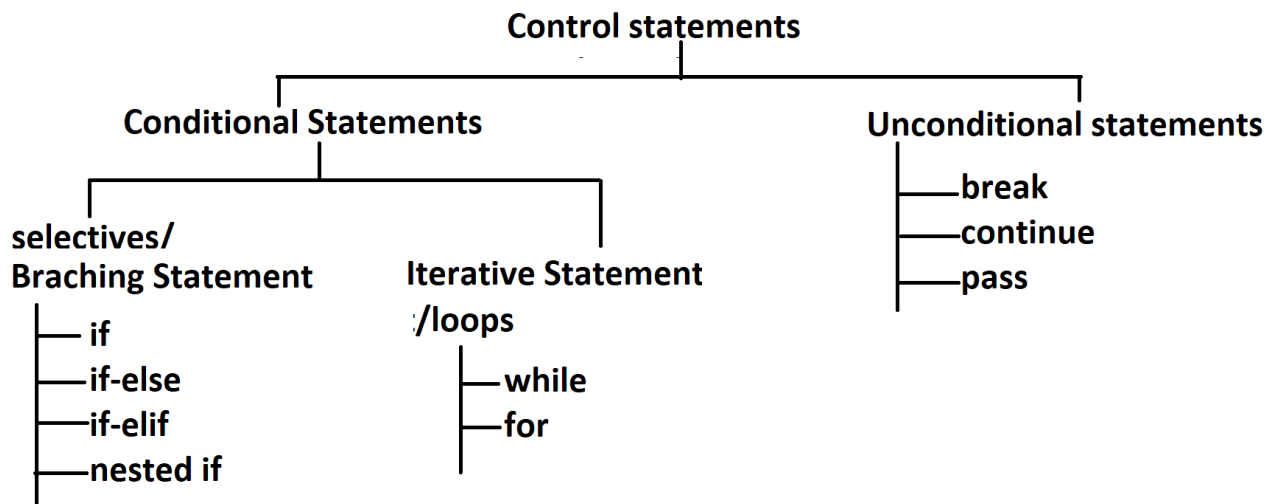 Control statements
Conditional Statements
Unconditional statements
selectives/
Braching Statement
if
if-else
if-elif
nested if
Iterative Statement
:/loops
while
for
break
continue
pass